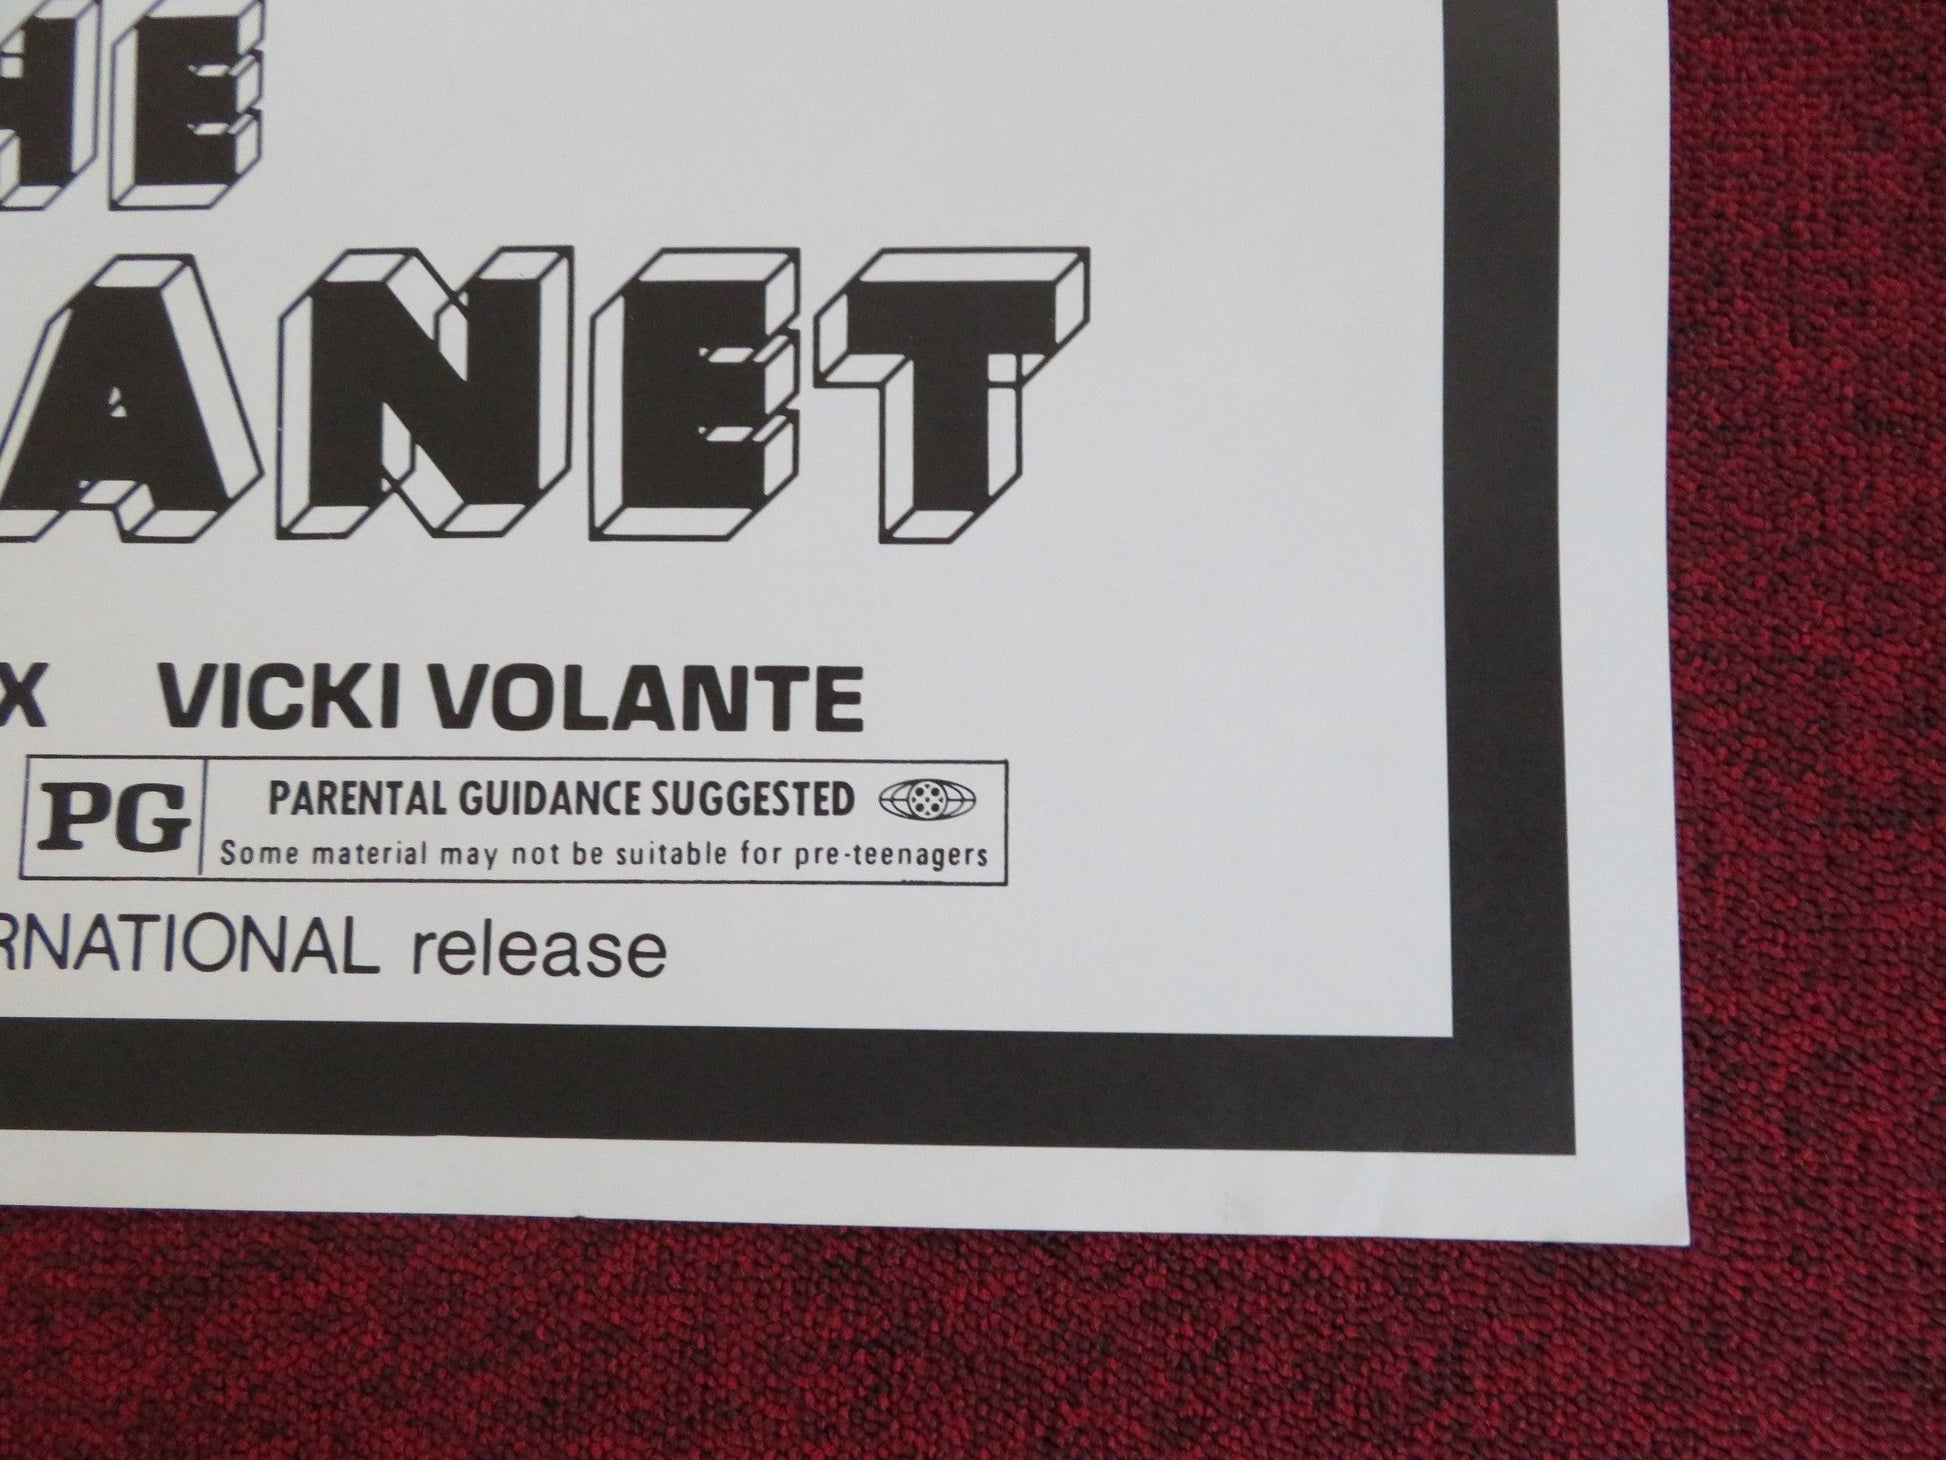 HE
ANET
X VICKI VOLANTE
PG PARENTAL GUIDANCE SUGGESTED
Some material may not be suitable for pre-teenagers
RNATIONAL release